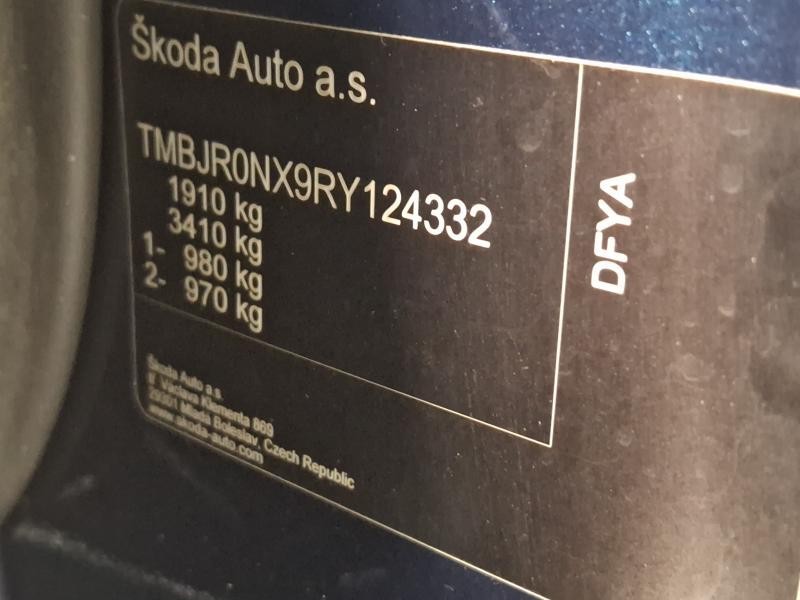 Škoda Auto a.s.
TMBJR0NX9RY124332
1910 kg
3410 kg
1- 980 kg
2- 970 kg
DFYA
Škoda Auto a.s.
tř. Václava Klementa 869
29301 Mladá Boleslav, Czech Republic
www.skoda-auto.com